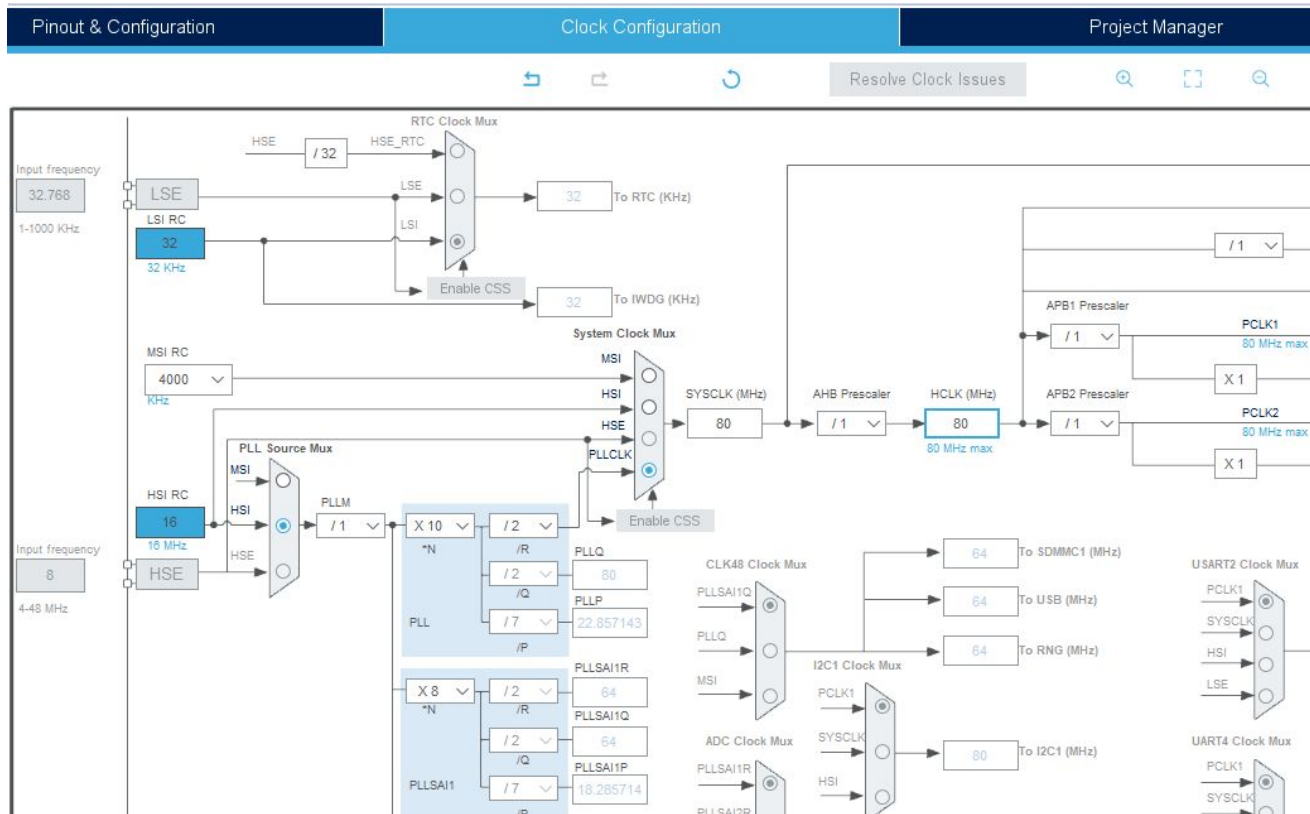 Pinout & Configuration
Clock Configuration
Project Manager
Resolve Clock Issues
RTC Clock Mux
HSE
/ 32
HSE_RTC
Input frequency
32.768
1-1000 KHz
LSE
LSE
32
To RTC (KHz)
LSI RC
32
32 KHz
LSI
Enable CSS
32
To IWDG (KHz)
/ 1
APB1 Prescaler
/ 1
PCLK1
80 MHz max
X 1
System Clock Mux
MSI RC
4000
KHz
MSI
HSI
HSE
PLLCLK
SYSCLK (MHz)
80
AHB Prescaler
/ 1
HCLK (MHz)
80
80 MHz max
APB2 Prescaler
/ 1
PCLK2
80 MHz max
X 1
Enable CSS
PLL Source Mux
MSI
HSI
HSE
HSI RC
16
16 MHz
Input frequency
8
4-48 MHz
HSE
PLLM
/ 1
X 10
*N
/ 2
/R
/ 2
/Q
/ 7
/P
PLL
PLLQ
80
PLLP
22.857143
X 8
*N
/ 2
/R
/ 2
/Q
/ 7
/P
PLLSAI1
PLLSAI1R
64
PLLSAI1Q
64
PLLSAI1P
18.285714
CLK48 Clock Mux
PLLSAI1Q
PLLQ
MSI
64
To SDMMC1 (MHz)
64
To USB (MHz)
64
To RNG (MHz)
I2C1 Clock Mux
PCLK1
SYSCLK
HSI
80
To I2C1 (MHz)
ADC Clock Mux
PLLSAI1R
PLLSAI2R
USART2 Clock Mux
PCLK1
SYSCLK
HSI
LSE
UART4 Clock Mux
PCLK1
SYSCLK